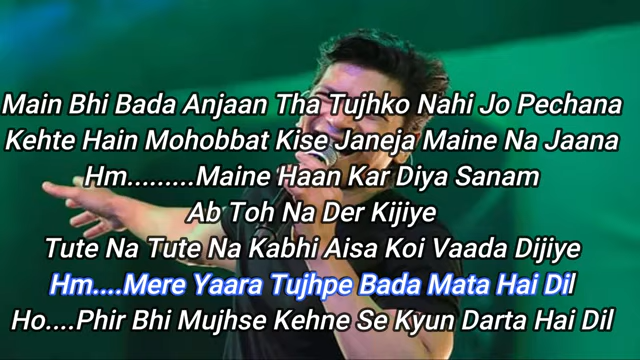 Main Bhi Bada Anjaan Tha Tujhko Nahi Jo Pechana
Kehte Hain Mohobbat Kise Janeja Maine Na Jaana
Hm.........Maine Haan Kar Diya Sanam
Ab Toh Na Der Kijiye
Tute Na Tute Na Kabhi Aisa Koi Vaada Dijiye
Hm....Mere Yaara Tujhpe Bada Mata Hai Dil
Ho....Phir Bhi Mujhse Kehne Se Kyun Darta Hai Dil